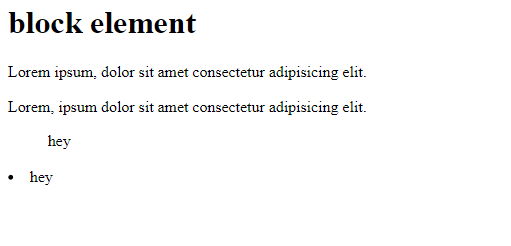 block element
Lorem ipsum, dolor sit amet consectetur adipisicing elit.
Lorem, ipsum dolor sit amet consectetur adipisicing elit.
hey
• hey